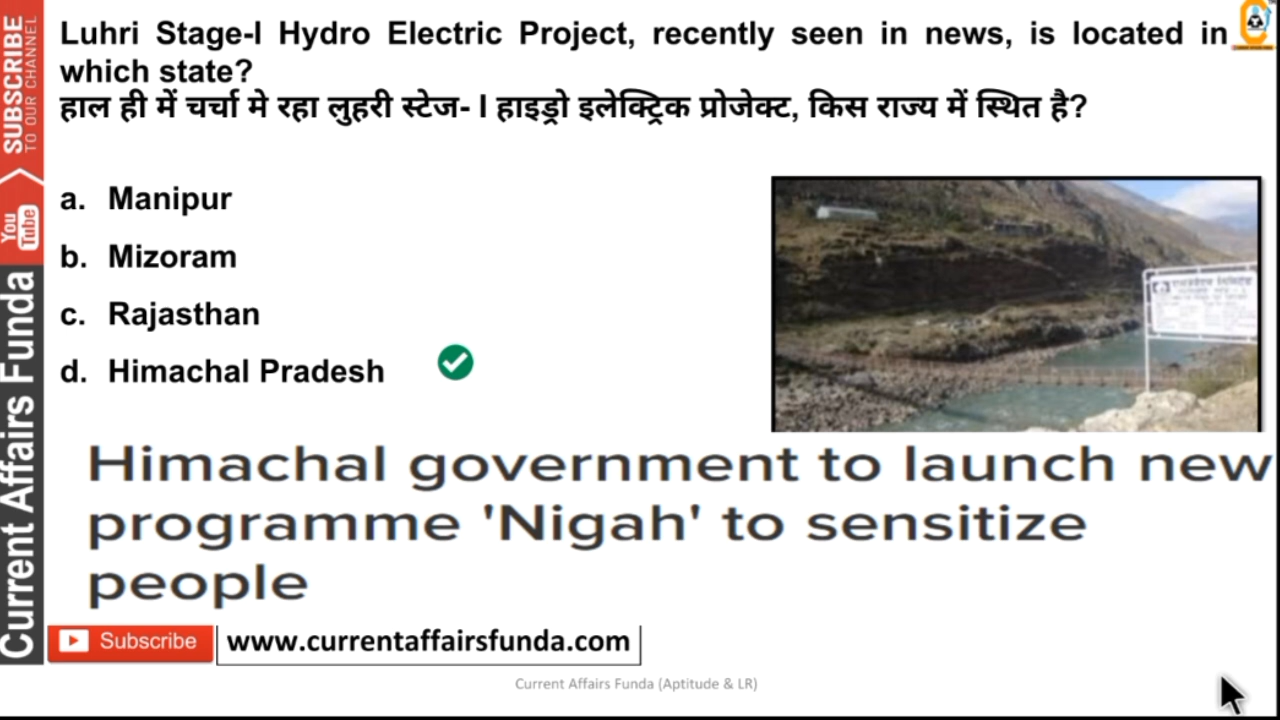 Luhri Stage-I Hydro Electric Project, recently seen in news, is located in
which state?
हाल ही में चर्चा मे रहा लुहरी स्टेज- I हाइड्रो इलेक्ट्रिक प्रोजेक्ट, किस राज्य में स्थित है?
a. Manipur
b. Mizoram
c. Rajasthan
d. Himachal Pradesh
Himachal government to launch new
programme 'Nigah' to sensitize
people
Subscribe
www.currentaffairsfunda.com
Current Affairs Funda (Aptitude & LR)
SUBSCRIBE
TO OUR CHANNEL
You
Tube
Current Affairs Funda